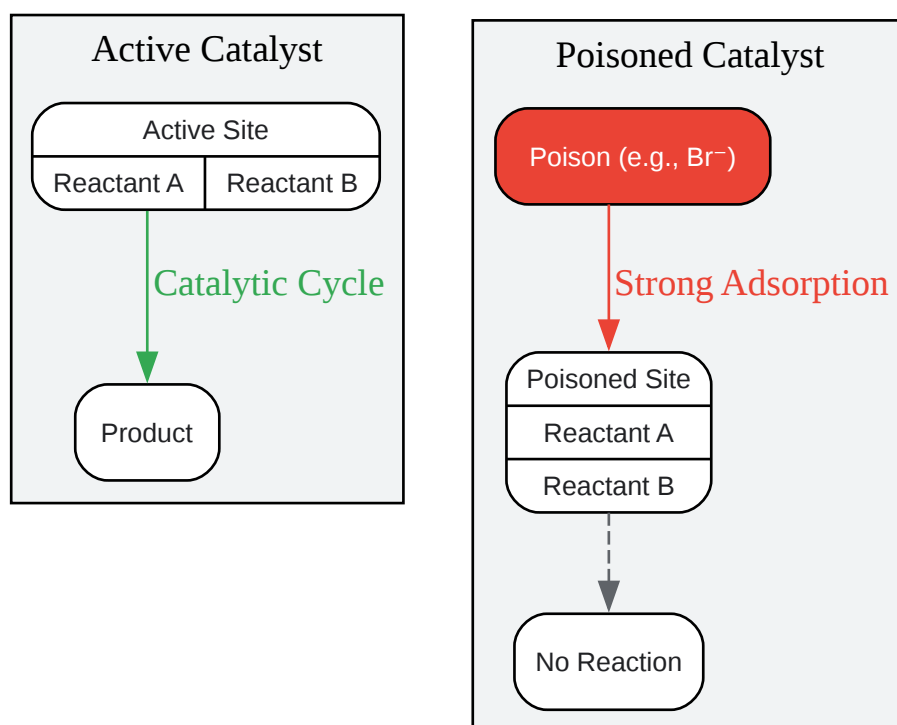 Active Catalyst
Active Site
Reactant A
Reactant B
Catalytic Cycle
Product
Poisoned Catalyst
Poison (e.g., Br⁻)
Strong Adsorption
Poisoned Site
Reactant A
Reactant B
No Reaction